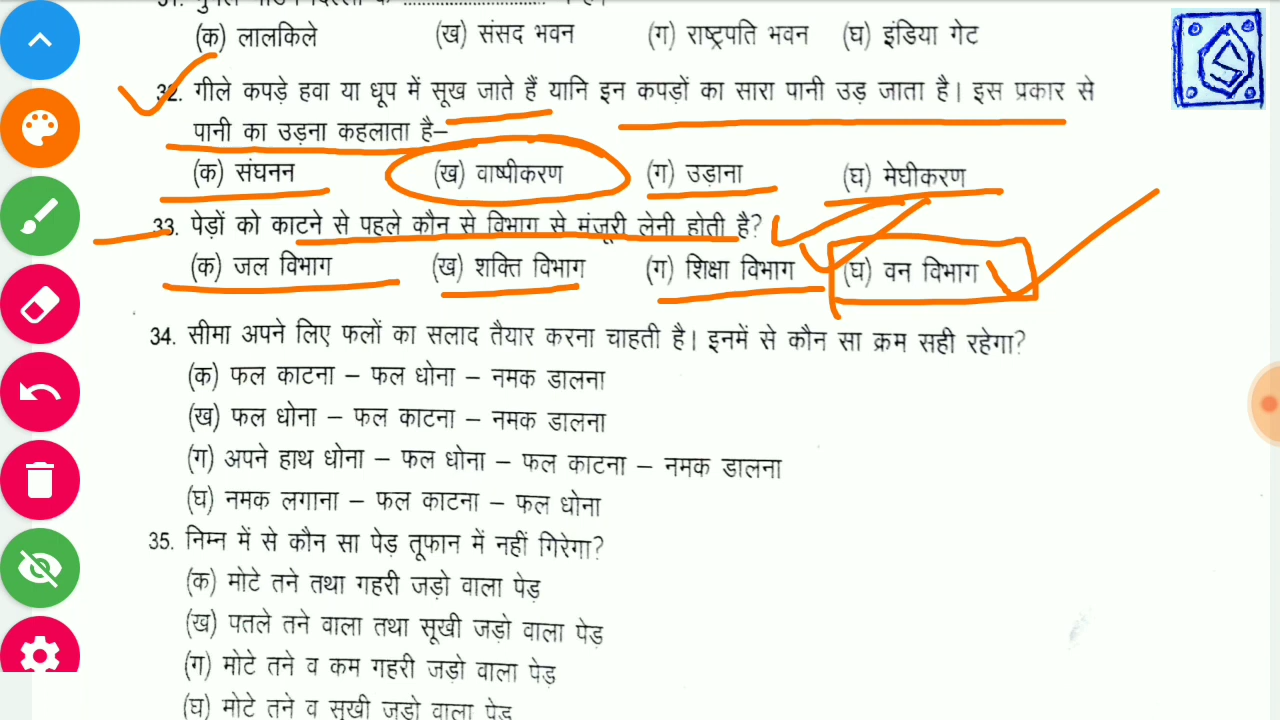 31. मुगल गार्डन दिल्ली के .................................. में है।
(क) लालकिले (ख) संसद भवन (ग) राष्ट्रपति भवन (घ) इंडिया गेट
32. गीले कपड़े हवा या धूप में सूख जाते हैं यानि इन कपड़ों का सारा पानी उड़ जाता है। इस प्रकार से
पानी का उड़ना कहलाता है–
(क) संघनन (ख) वाष्पीकरण (ग) उड़ाना (घ) मेघीकरण
33. पेड़ों को काटने से पहले कौन से विभाग से मंजूरी लेनी होती है?
(क) जल विभाग (ख) शक्ति विभाग (ग) शिक्षा विभाग (घ) वन विभाग
34. सीमा अपने लिए फलों का सलाद तैयार करना चाहती है। इनमें से कौन सा क्रम सही रहेगा?
(क) फल काटना – फल धोना – नमक डालना
(ख) फल धोना – फल काटना – नमक डालना
(ग) अपने हाथ धोना – फल धोना – फल काटना – नमक डालना
(घ) नमक लगाना – फल काटना – फल धोना
35. निम्न में से कौन सा पेड़ तूफान में नहीं गिरेगा?
(क) मोटे तने तथा गहरी जड़ो वाला पेड़
(ख) पतले तने वाला तथा सूखी जड़ो वाला पेड़
(ग) मोटे तने व कम गहरी जड़ो वाला पेड़
(घ) मोटे तने व सूखी जड़ो वाला पेड़
S